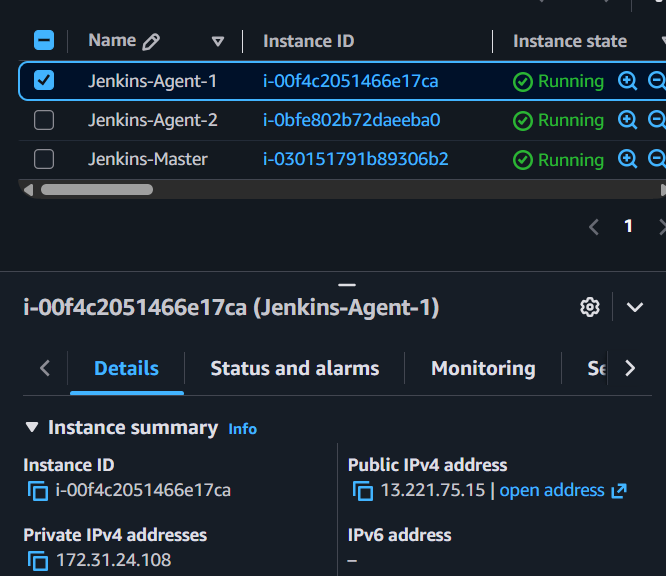 Name Instance ID Instance state
Jenkins-Agent-1 i-00f4c2051466e17ca Running
Jenkins-Agent-2 i-0bfe802b72daeeba0 Running
Jenkins-Master i-030151791b89306b2 Running
1
i-00f4c2051466e17ca (Jenkins-Agent-1)
Details Status and alarms Monitoring
Instance summary Info
Instance ID Public IPv4 address
i-00f4c2051466e17ca 13.221.75.15 | open address
Private IPv4 addresses IPv6 address
172.31.24.108 –